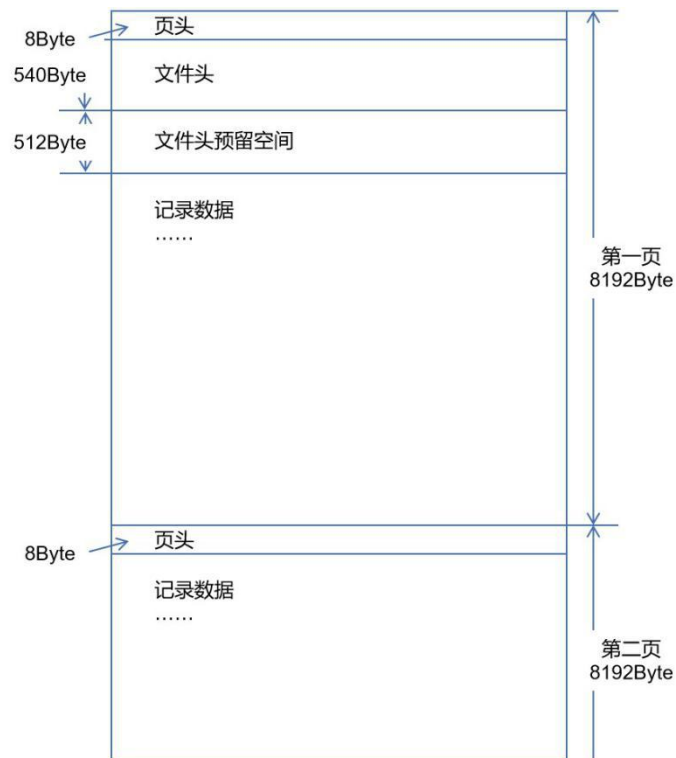 8Byte
页头
540Byte
文件头
512Byte
文件头预留空间
记录数据
……
第一页
8192Byte
8Byte
页头
记录数据
……
第二页
8192Byte